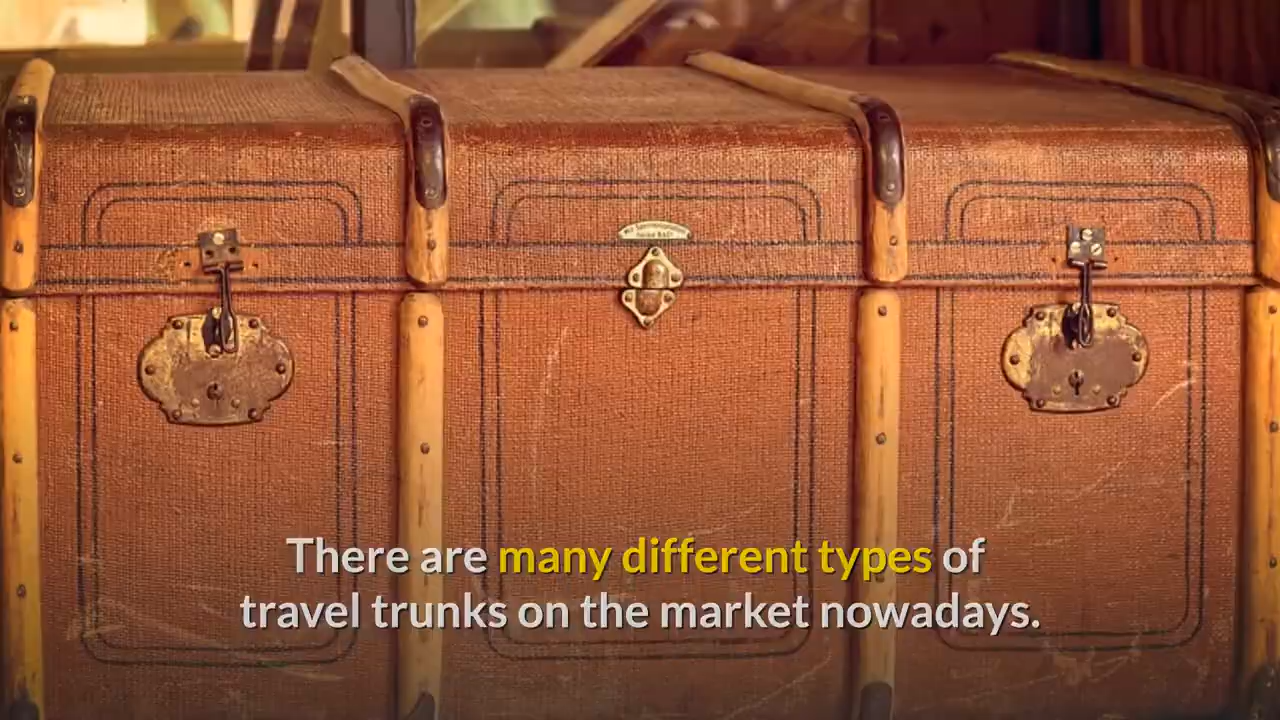 There are many different types of
travel trunks on the market nowadays.